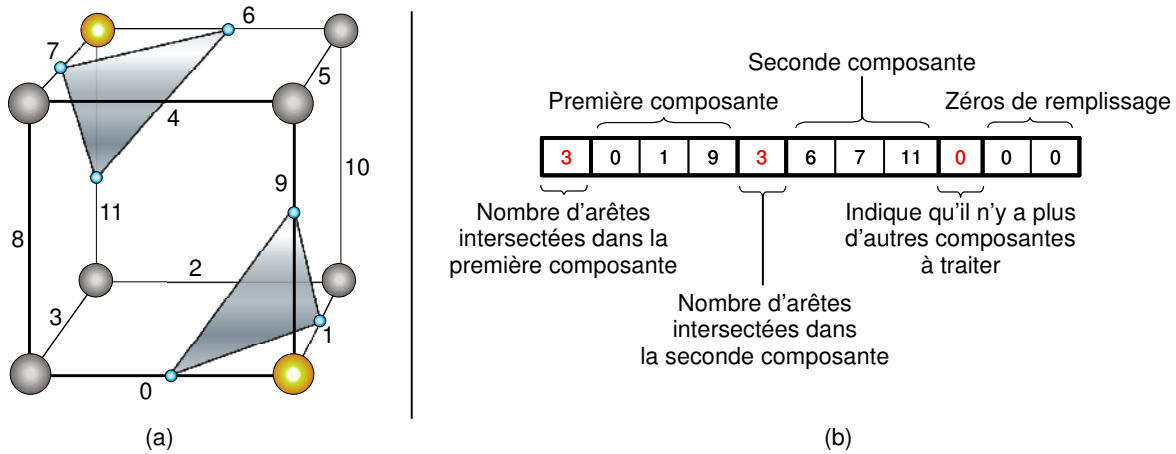 6
7
5
4
10
9
11
8
2
3
1
0
(a)
Seconde composante
Première composante
Zéros de remplissage
3 0 1 9 3 6 7 11 0 0 0
Nombre d'arêtes
intersectées dans la
première composante
Indique qu'il n'y a plus
d'autres composantes
à traiter
Nombre d'arêtes
intersectées dans
la seconde composante
(b)